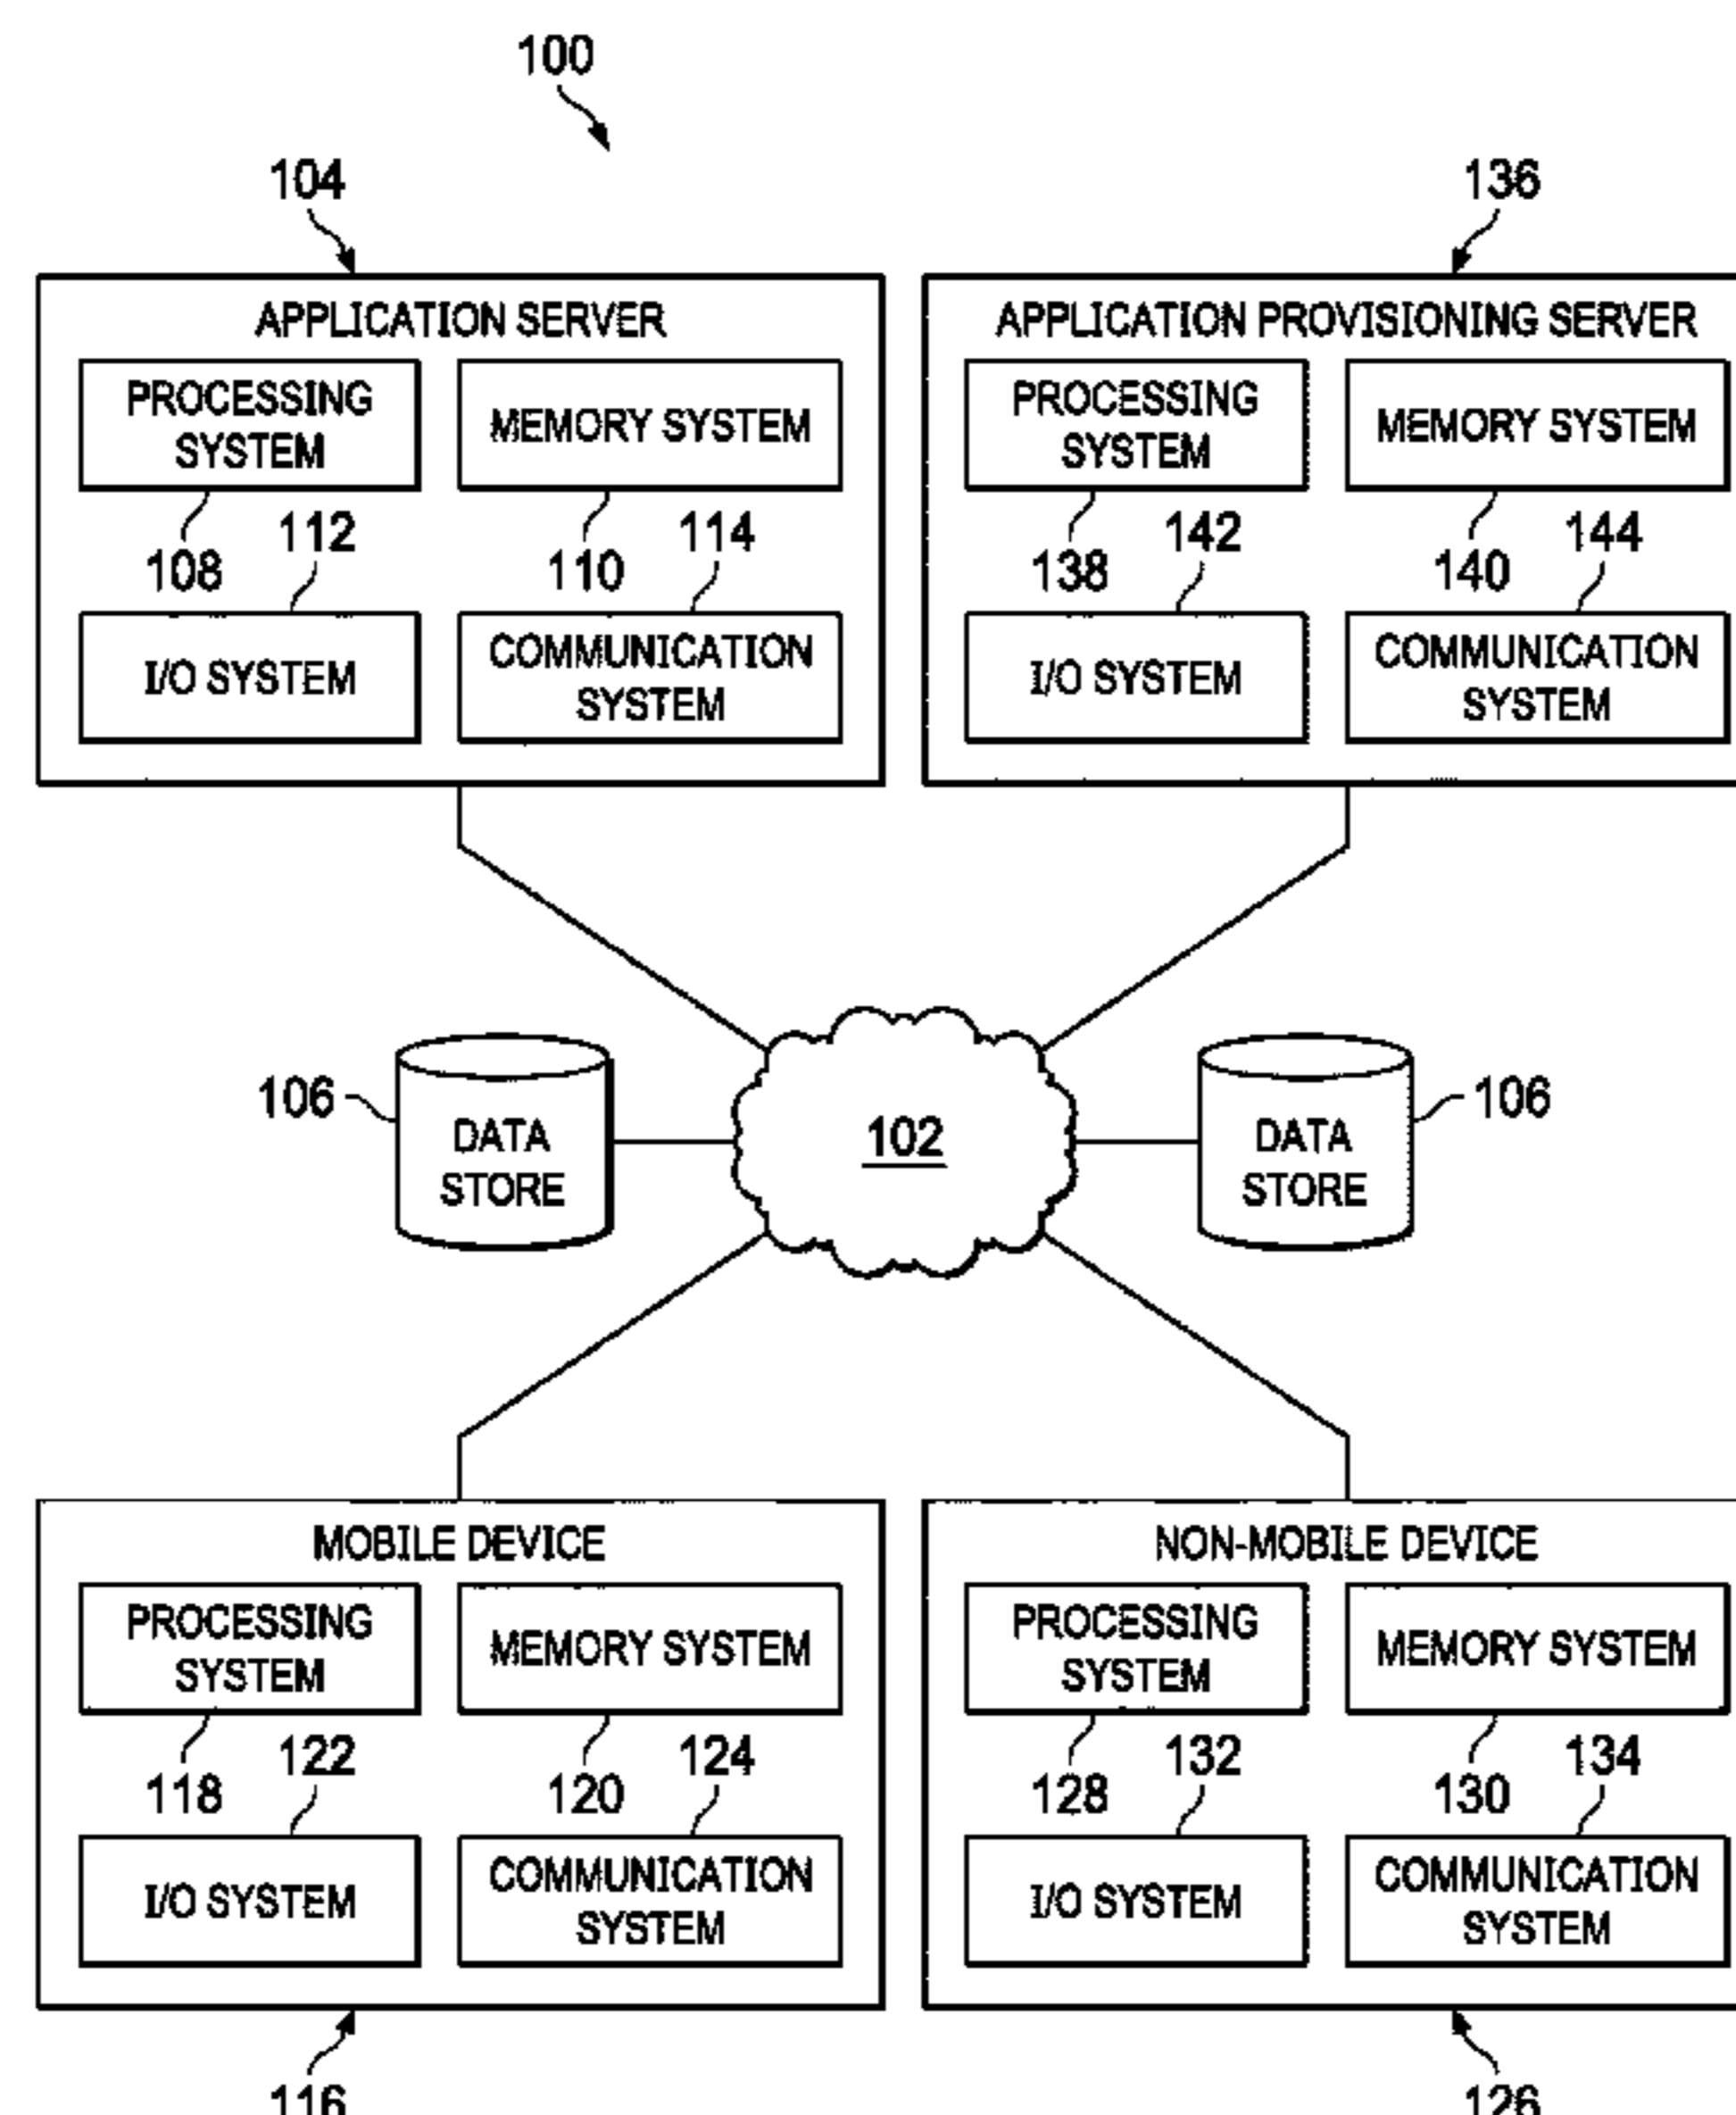 100
104
136
APPLICATION SERVER
PROCESSING
SYSTEM
MEMORY SYSTEM
108
112
110
114
I/O SYSTEM
COMMUNICATION
SYSTEM
APPLICATION PROVISIONING SERVER
PROCESSING
SYSTEM
MEMORY SYSTEM
138
142
140
144
I/O SYSTEM
COMMUNICATION
SYSTEM
106
DATA
STORE
102
DATA
STORE
106
MOBILE DEVICE
PROCESSING
SYSTEM
MEMORY SYSTEM
118
122
120
124
I/O SYSTEM
COMMUNICATION
SYSTEM
NON-MOBILE DEVICE
PROCESSING
SYSTEM
MEMORY SYSTEM
128
132
130
134
I/O SYSTEM
COMMUNICATION
SYSTEM
116
126